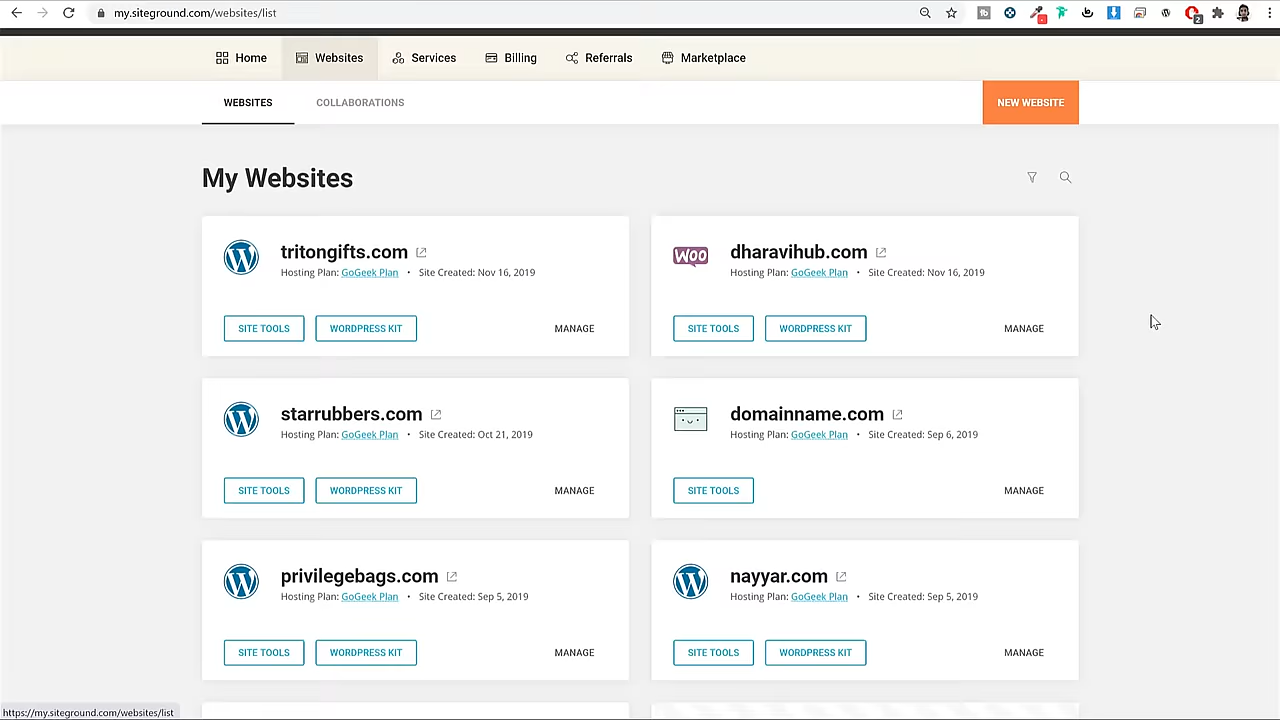 my.siteground.com/websites/list
2
Home Websites Services Billing Referrals Marketplace
WEBSITES COLLABORATIONS NEW WEBSITE
My Websites
tritongifts.com
Hosting Plan: GoGeek Plan • Site Created: Nov 16, 2019
SITE TOOLS WORDPRESS KIT MANAGE
WOO dharavihub.com
Hosting Plan: GoGeek Plan • Site Created: Nov 16, 2019
SITE TOOLS WORDPRESS KIT MANAGE
starrubbers.com
Hosting Plan: GoGeek Plan • Site Created: Oct 21, 2019
SITE TOOLS WORDPRESS KIT MANAGE
domainname.com
Hosting Plan: GoGeek Plan • Site Created: Sep 6, 2019
SITE TOOLS MANAGE
privilegebags.com
Hosting Plan: GoGeek Plan • Site Created: Sep 5, 2019
SITE TOOLS WORDPRESS KIT MANAGE
nayyar.com
Hosting Plan: GoGeek Plan • Site Created: Sep 5, 2019
SITE TOOLS WORDPRESS KIT MANAGE
https://my.siteground.com/websites/list